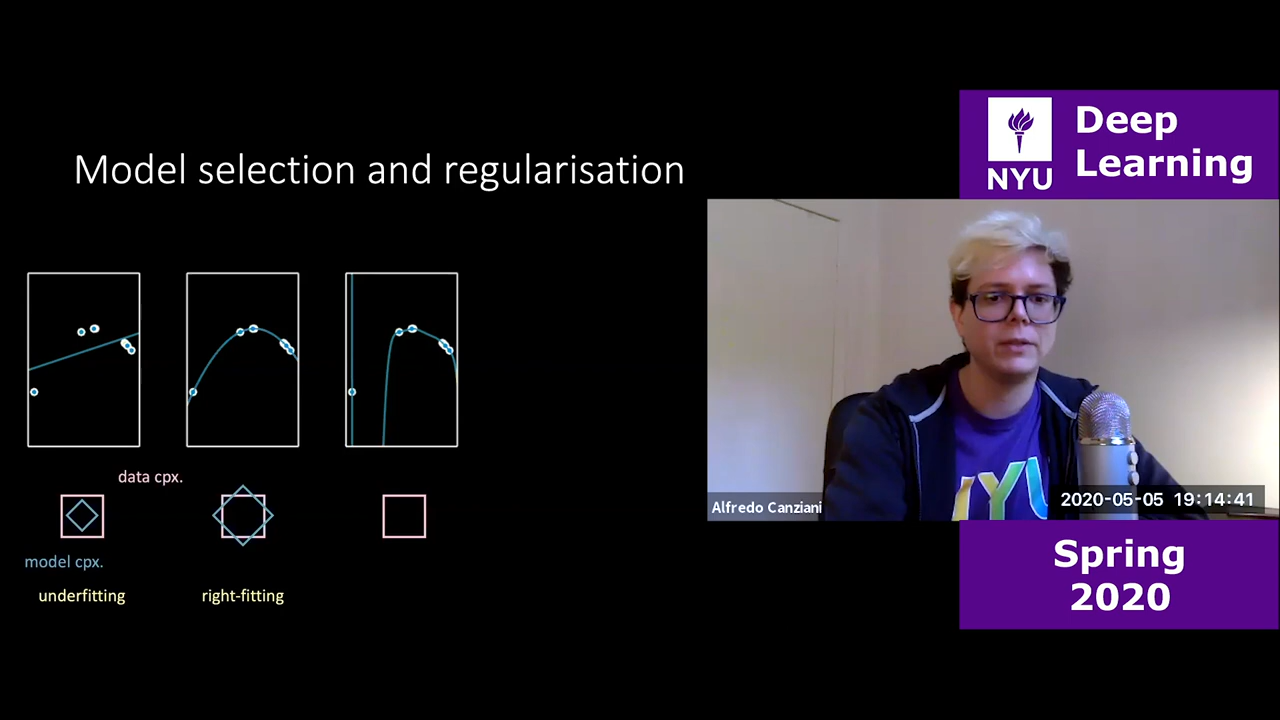 Model selection and regularisation
data cpx.
model cpx.
underfitting
right-fitting
NYU
Deep
Learning
NYU
Alfredo Canziani
2020-05-05 19:14:41
Spring
2020